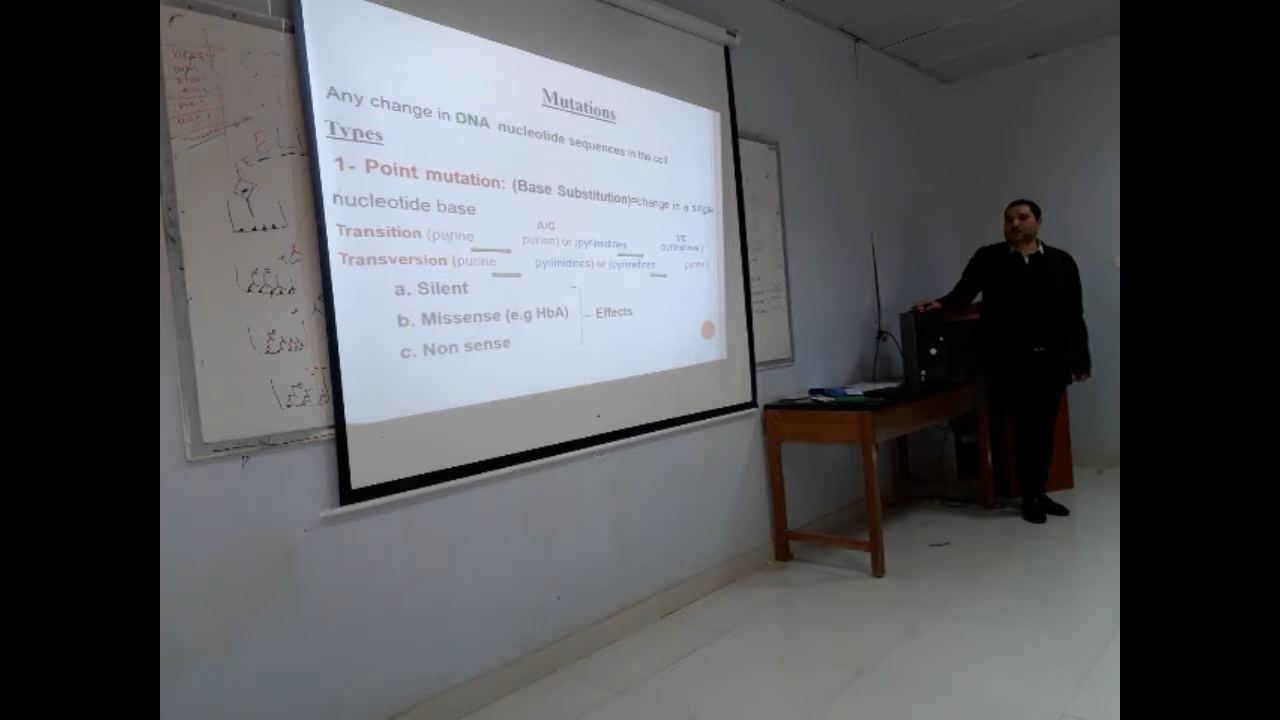 Mutations
Any change in DNA nucleotide sequences in the cell
Types
1- Point mutation: (Base Substitution)=change in a single
nucleotide base
A/G
T/C
Transition (purine purine) or (pyrimidines pyrimidines)
Transversion (purine pyrimidines) or (pyrimidines purine)
a. Silent
b. Missense (e.g HbA)
Effects
c. Non sense
ELI
P